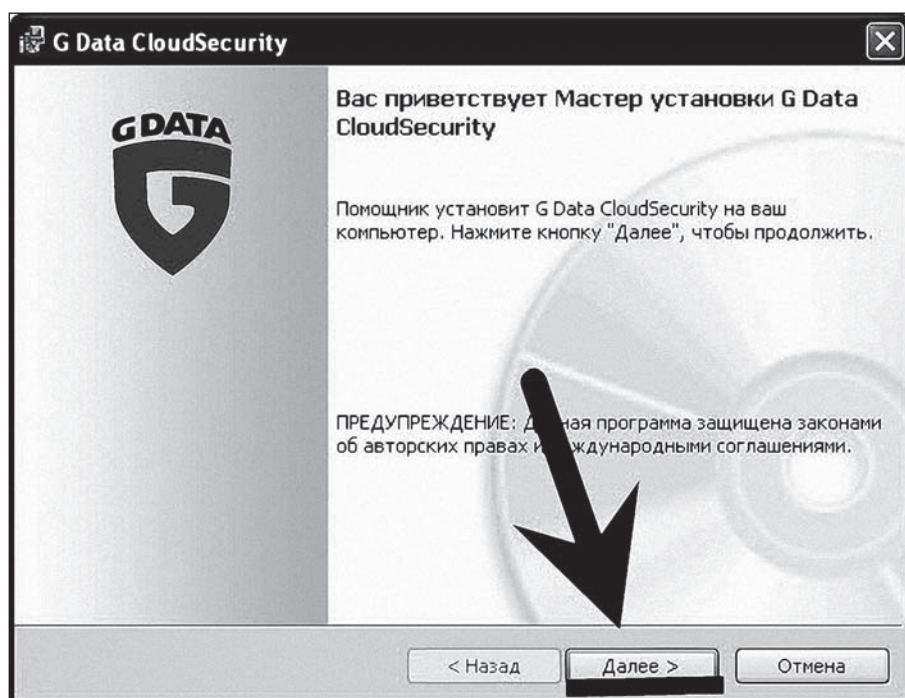 G Data CloudSecurity
G DATA
Вас приветствует Мастер установки G Data
CloudSecurity
Помощник установит G Data CloudSecurity на ваш
компьютер. Нажмите кнопку "Далее", чтобы продолжить.
ПРЕДУПРЕЖДЕНИЕ: программа защищена законами
об авторских правах соглашениями.
< Назад
Далее >
Отмена